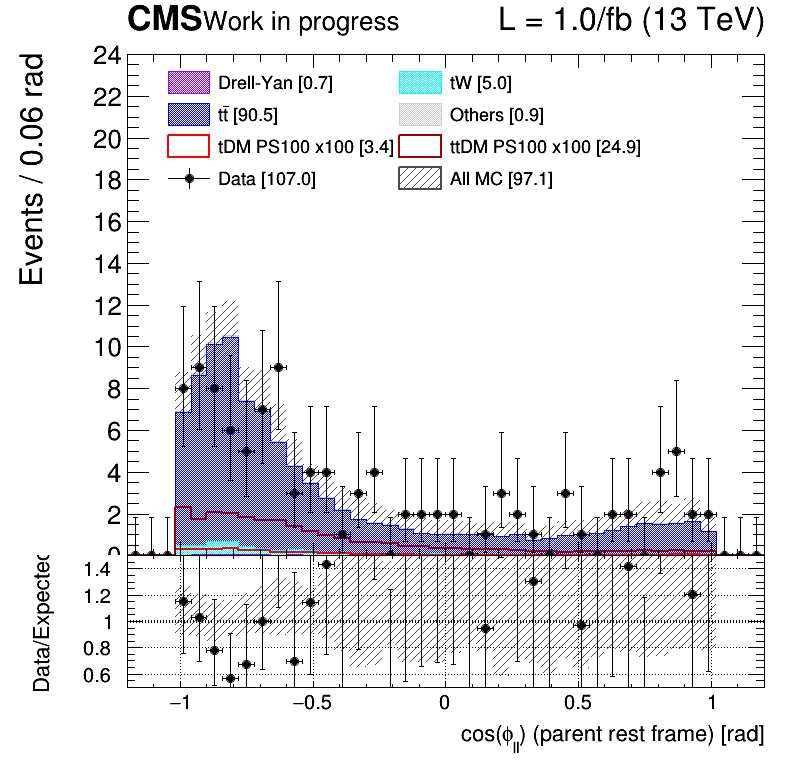 CMS Work in progress L = 1.0/fb (13 TeV)
Events / 0.06 rad
24
22
20
18
16
14
12
10
8
6
4
2
0
Drell-Yan [0.7]
tW [5.0]
tt̄ [90.5]
Others [0.9]
tDM PS100 x100 [3.4]
ttDM PS100 x100 [24.9]
Data [107.0]
All MC [97.1]
Data/Expected
1.4
1.2
1
0.8
0.6
−1 −0.5 0 0.5 1
cos(ϕ_ll) (parent rest frame) [rad]